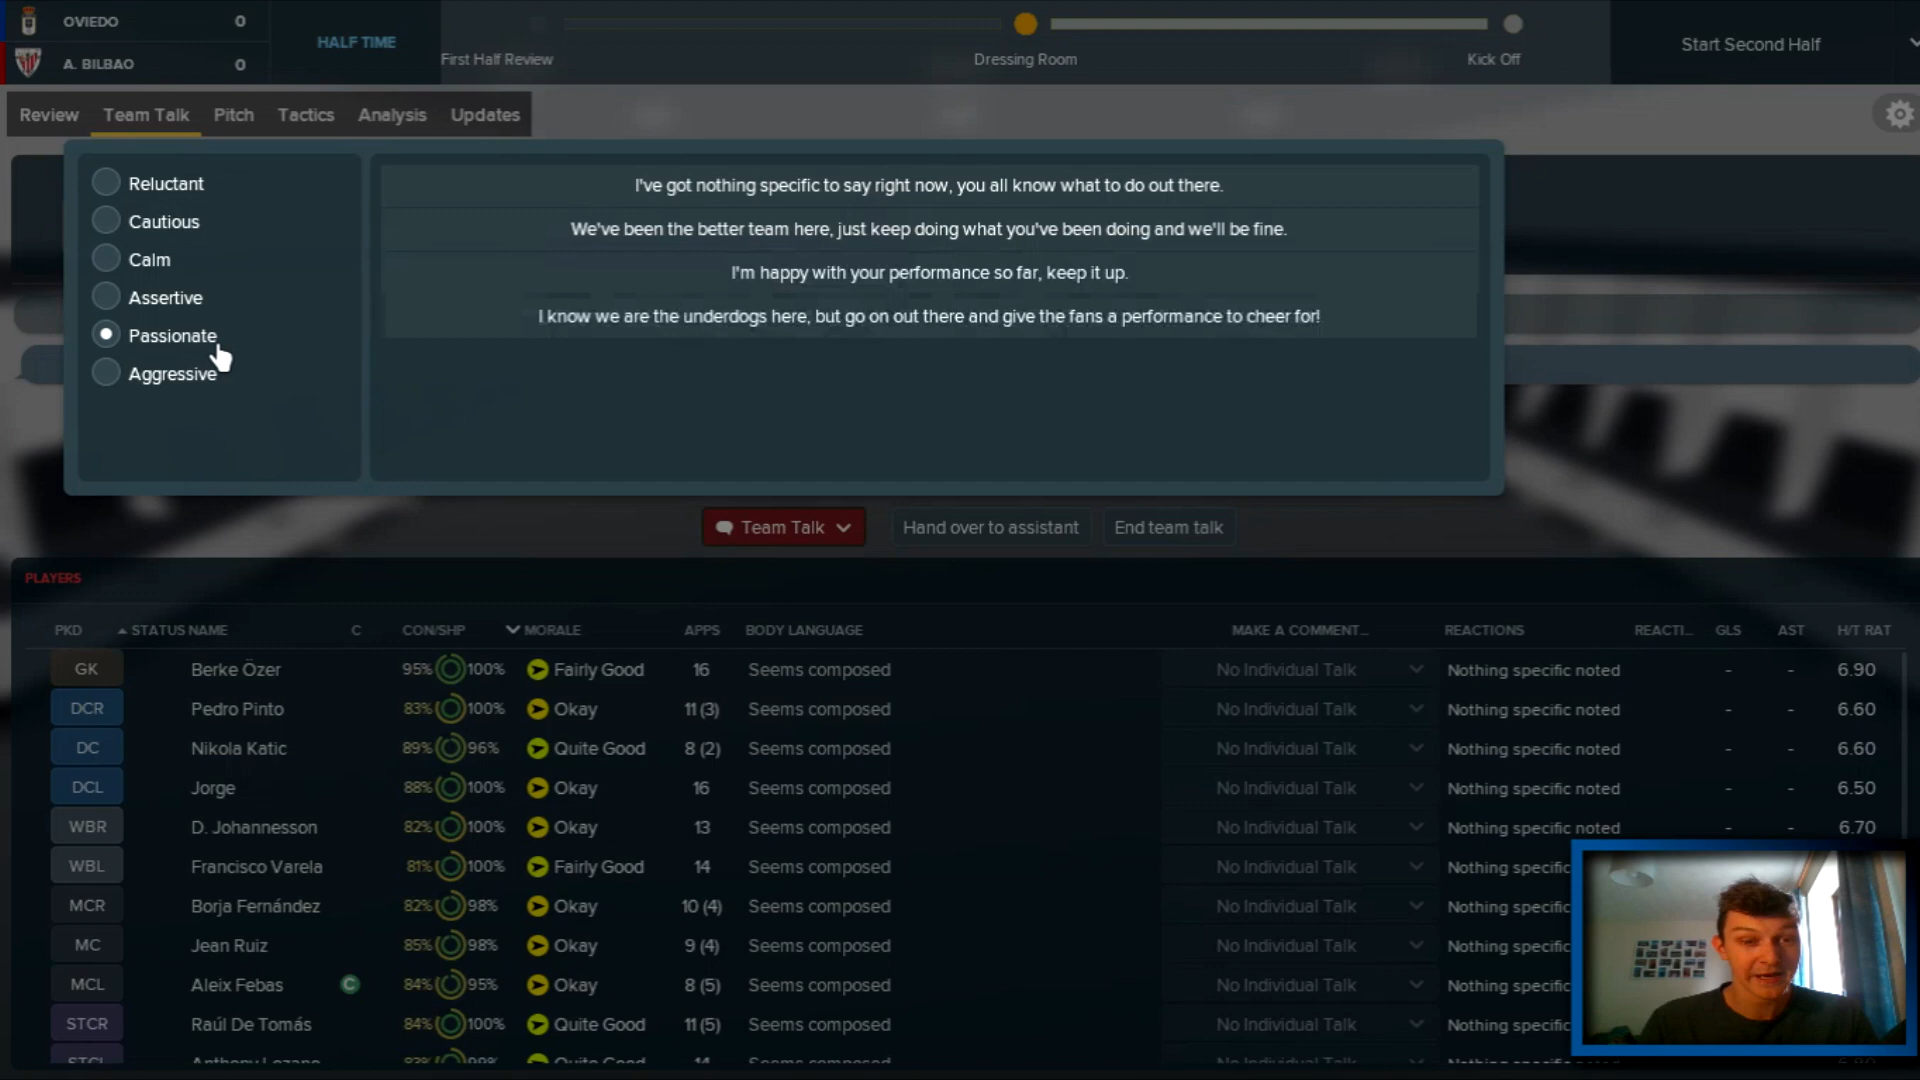 OVIEDO 0
A. BILBAO 0
HALF TIME
First Half Review
Dressing Room
Kick Off
Start Second Half
Review Team Talk Pitch Tactics Analysis Updates
Reluctant
Cautious
Calm
Assertive
Passionate
Aggressive
I've got nothing specific to say right now, you all know what to do out there.
We've been the better team here, just keep doing what you've been doing and we'll be fine.
I'm happy with your performance so far, keep it up.
I know we are the underdogs here, but go on out there and give the fans a performance to cheer for!
Team Talk Hand over to assistant End team talk
PLAYERS
PKD STATUS NAME C CON/SHP MORALE APPS BODY LANGUAGE MAKE A COMMENT... REACTIONS REACTI... GLS AST H/T RAT
GK Berke Özer 95% 100% Fairly Good 16 Seems composed No Individual Talk Nothing specific noted - - 6.90
DCR Pedro Pinto 83% 100% Okay 11 (3) Seems composed No Individual Talk Nothing specific noted - - 6.60
DC Nikola Katic 89% 96% Quite Good 8 (2) Seems composed No Individual Talk Nothing specific noted - - 6.60
DCL Jorge 88% 100% Okay 16 Seems composed No Individual Talk Nothing specific noted - - 6.50
WBR D. Johannesson 82% 100% Okay 13 Seems composed No Individual Talk Nothing specific noted - - 6.70
WBL Francisco Varela 81% 100% Fairly Good 14 Seems composed No Individual Talk Nothing specific
MCR Borja Fernández 82% 98% Okay 10 (4) Seems composed No Individual Talk Nothing specific
MC Jean Ruiz 85% 98% Okay 9 (4) Seems composed No Individual Talk Nothing specific
MCL Aleix Febas C 84% 95% Okay 8 (5) Seems composed No Individual Talk Nothing specific
STCR Raúl De Tomás 84% 100% Quite Good 11 (5) Seems composed No Individual Talk Nothing specific